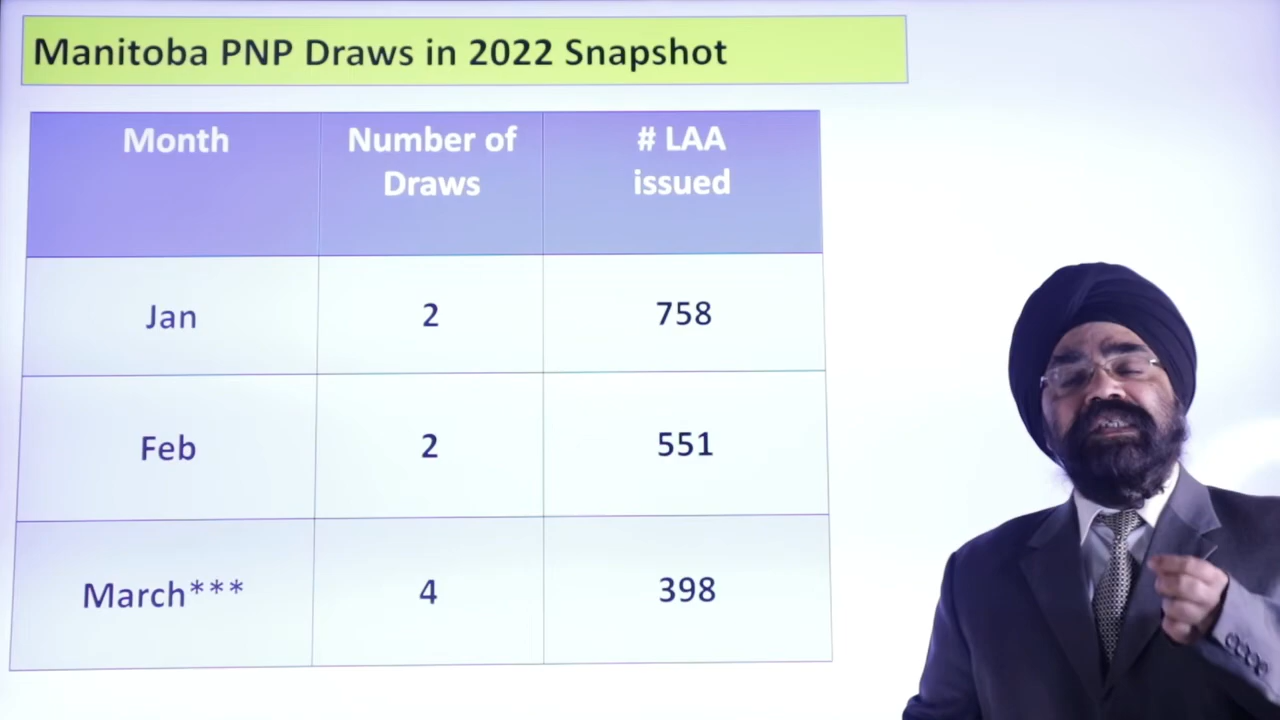 Manitoba PNP Draws in 2022 Snapshot
Month Number of Draws # LAA issued
Jan 2 758
Feb 2 551
March*** 4 398